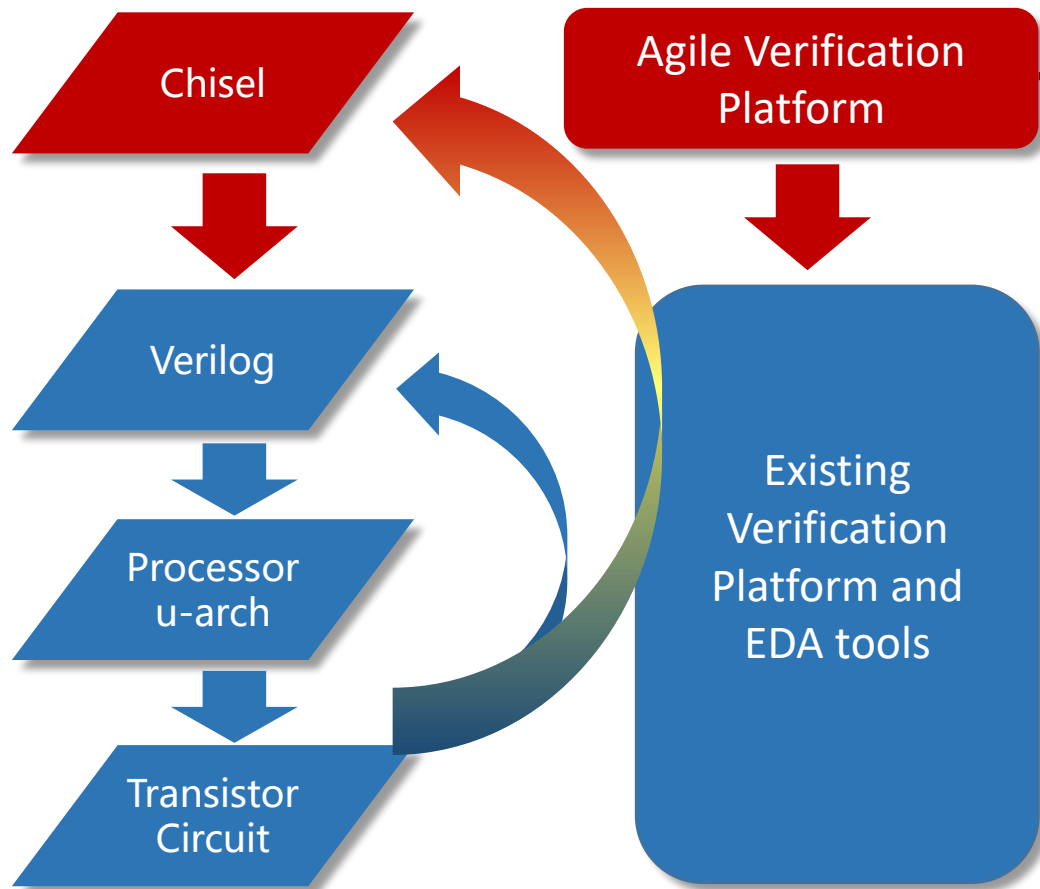 Chisel
Agile Verification
Platform
Verilog
Processor
u-arch
Transistor
Circuit
Existing
Verification
Platform and
EDA tools